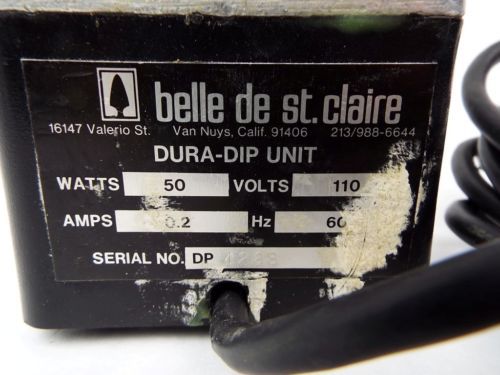 belle de st. claire
16147 Valerio St. Van Nuys, Calif. 91406 213/988-6644
DURA-DIP UNIT
WATTS 50 VOLTS 110
AMPS 0.2 Hz 60
SERIAL NO. DP